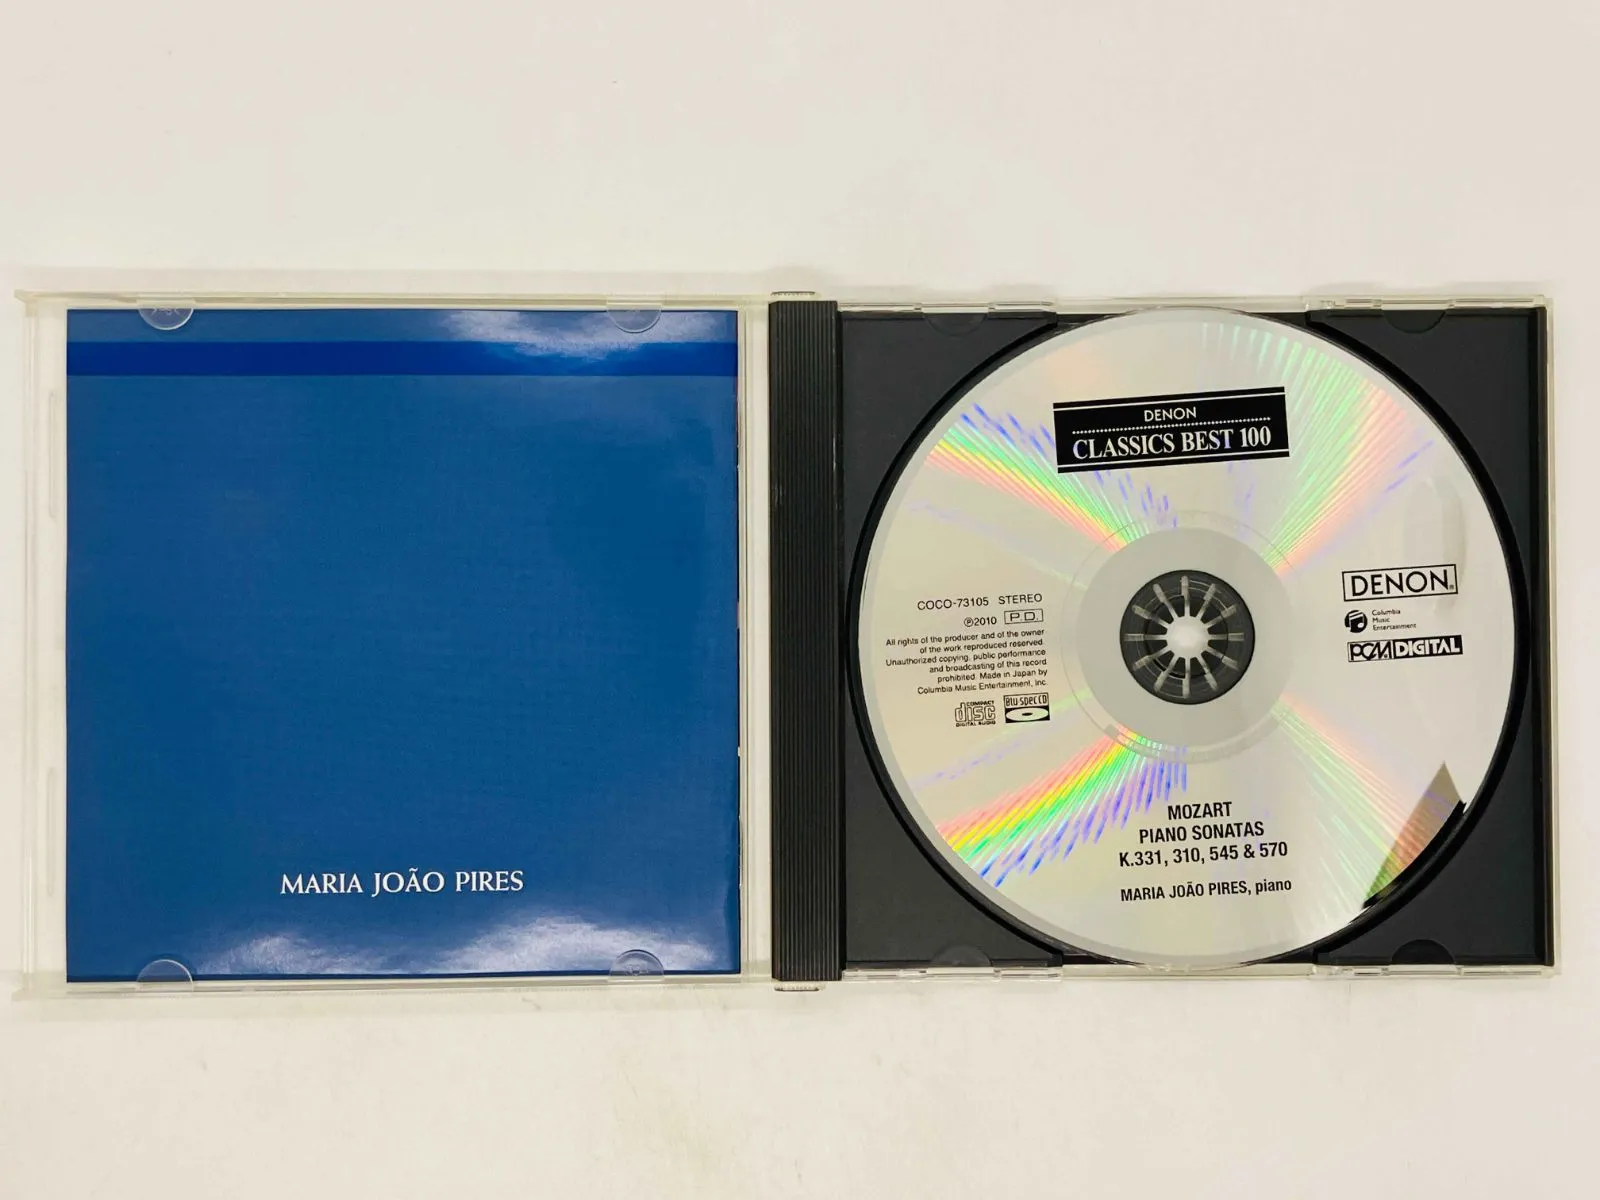 MARIA JOÃO PIRES
DENON
CLASSICS BEST 100
COCO-73105 STEREO
℗2010 P.D.
All rights of the producer and of the owner
of the work reproduced reserved.
Unauthorized copying, public performance
and broadcasting of this record
prohibited. Made in Japan by
Columbia Music Entertainment, Inc.
COMPACT
disc
DIGITAL AUDIO
Blu-spec CD
DENON
Columbia
Music
Entertainment
PCM DIGITAL
MOZART
PIANO SONATAS
K.331, 310, 545 & 570
MARIA JOÃO PIRES, piano